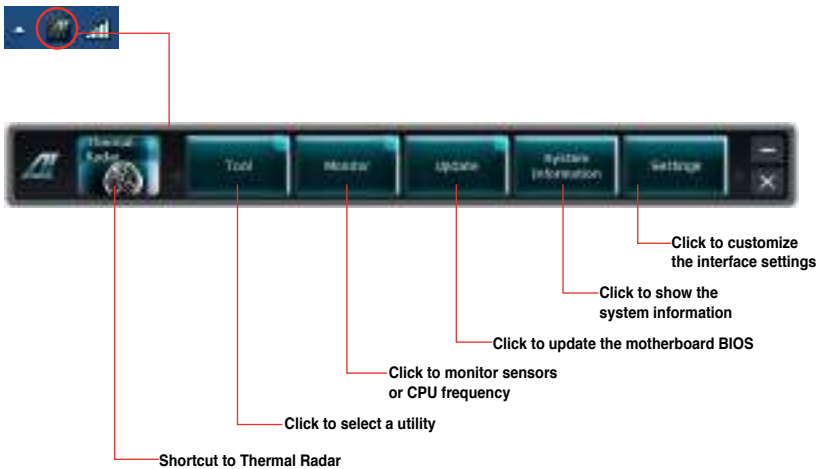 Thermal
Radar
Tool
Monitor
Update
System
Information
Settings
Click to customize
the interface settings
Click to show the
system information
Click to update the motherboard BIOS
Click to monitor sensors
or CPU frequency
Click to select a utility
Shortcut to Thermal Radar